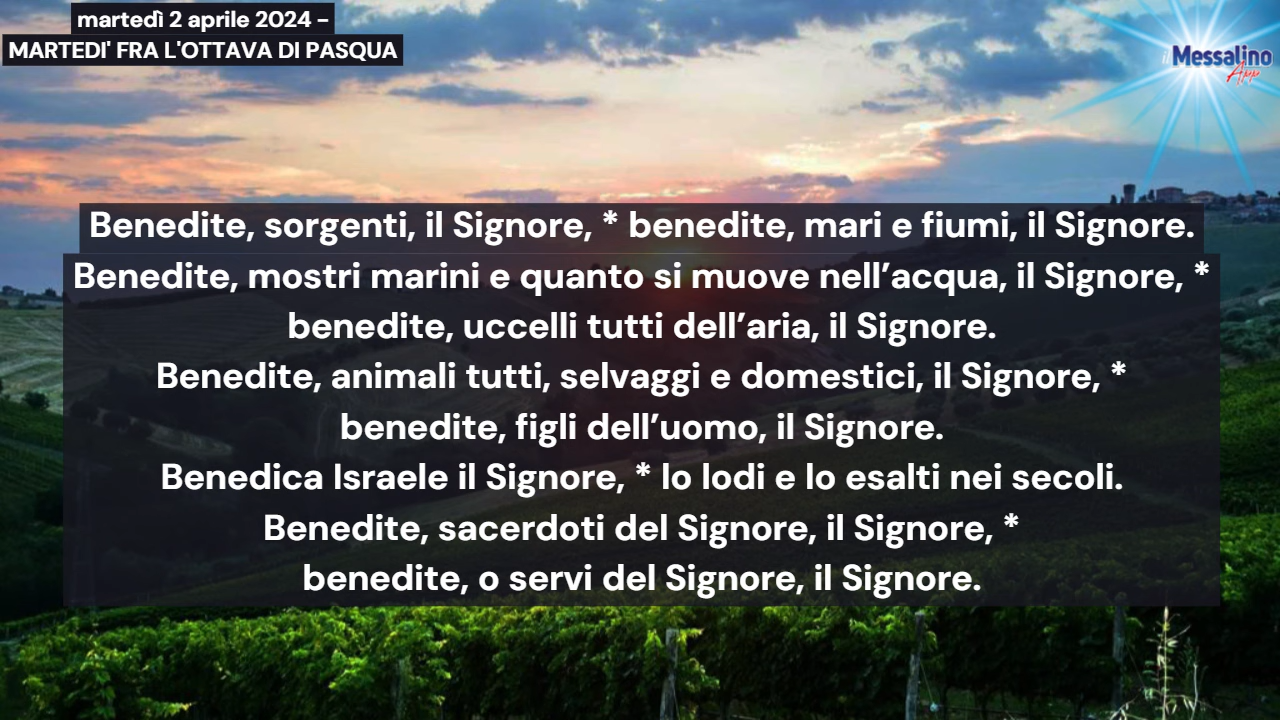 martedì 2 aprile 2024 –
MARTEDI' FRA L'OTTAVA DI PASQUA
il Messalino
App
Benedite, sorgenti, il Signore, * benedite, mari e fiumi, il Signore.
Benedite, mostri marini e quanto si muove nell’acqua, il Signore, *
benedite, uccelli tutti dell’aria, il Signore.
Benedite, animali tutti, selvaggi e domestici, il Signore, *
benedite, figli dell’uomo, il Signore.
Benedica Israele il Signore, * lo lodi e lo esalti nei secoli.
Benedite, sacerdoti del Signore, il Signore, *
benedite, o servi del Signore, il Signore.